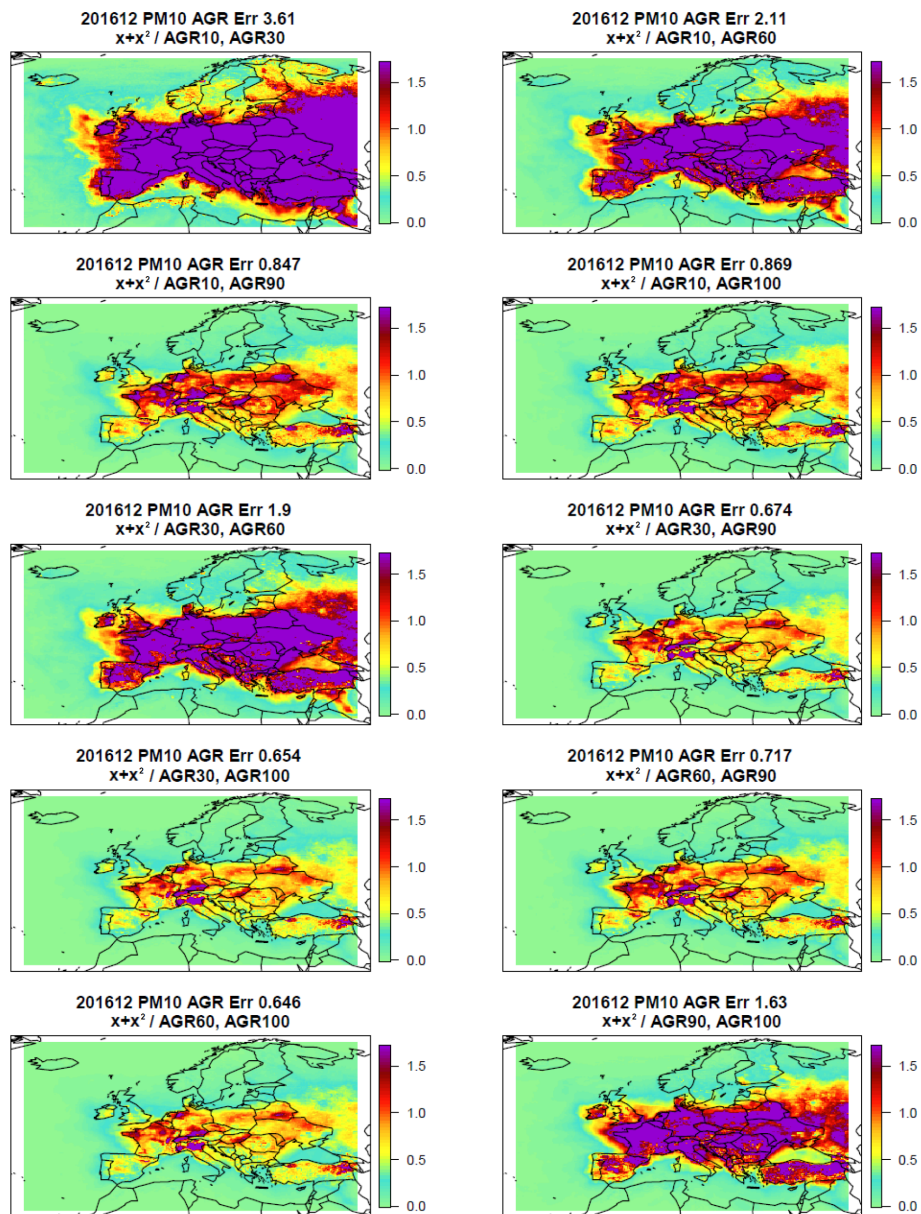 201612 PM10 AGR Err 3.61
x+x² / AGR10, AGR30
1.5
1.0
0.5
0.0
201612 PM10 AGR Err 2.11
x+x² / AGR10, AGR60
1.5
1.0
0.5
0.0
201612 PM10 AGR Err 0.847
x+x² / AGR10, AGR90
1.5
1.0
0.5
0.0
201612 PM10 AGR Err 0.869
x+x² / AGR10, AGR100
1.5
1.0
0.5
0.0
201612 PM10 AGR Err 1.9
x+x² / AGR30, AGR60
1.5
1.0
0.5
0.0
201612 PM10 AGR Err 0.674
x+x² / AGR30, AGR90
1.5
1.0
0.5
0.0
201612 PM10 AGR Err 0.654
x+x² / AGR30, AGR100
1.5
1.0
0.5
0.0
201612 PM10 AGR Err 0.717
x+x² / AGR60, AGR90
1.5
1.0
0.5
0.0
201612 PM10 AGR Err 0.646
x+x² / AGR60, AGR100
1.5
1.0
0.5
0.0
201612 PM10 AGR Err 1.63
x+x² / AGR90, AGR100
1.5
1.0
0.5
0.0